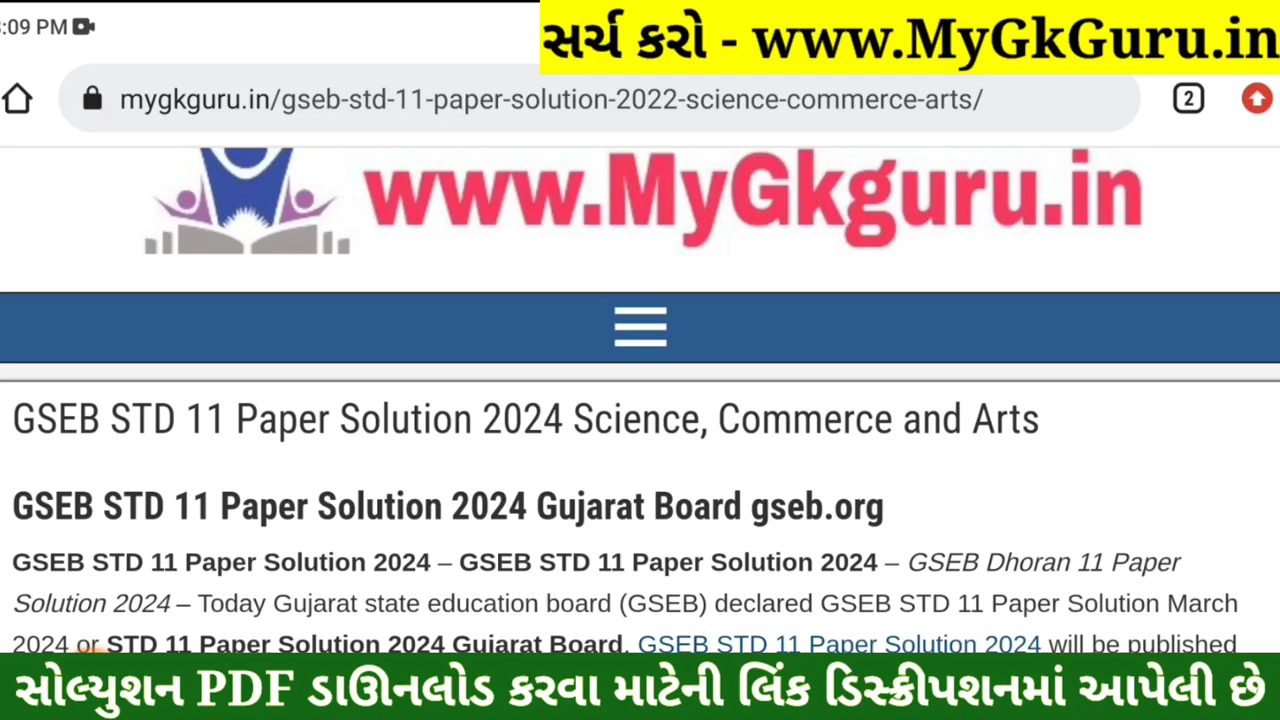 :09 PM
સર્ચ કરો - www.MyGkGuru.in
mygkguru.in/gseb-std-11-paper-solution-2022-science-commerce-arts/
2
www.MyGkguru.in
GSEB STD 11 Paper Solution 2024 Science, Commerce and Arts
GSEB STD 11 Paper Solution 2024 Gujarat Board gseb.org
GSEB STD 11 Paper Solution 2024 – GSEB STD 11 Paper Solution 2024 – GSEB Dhoran 11 Paper
Solution 2024 – Today Gujarat state education board (GSEB) declared GSEB STD 11 Paper Solution March
2024 or STD 11 Paper Solution 2024 Gujarat Board. GSEB STD 11 Paper Solution 2024 will be published
સોલ્યુશન PDF ડાઊનલોડ કરવા માટેની લિંક ડિસ્ક્રીપશનમાં આપેલી છે